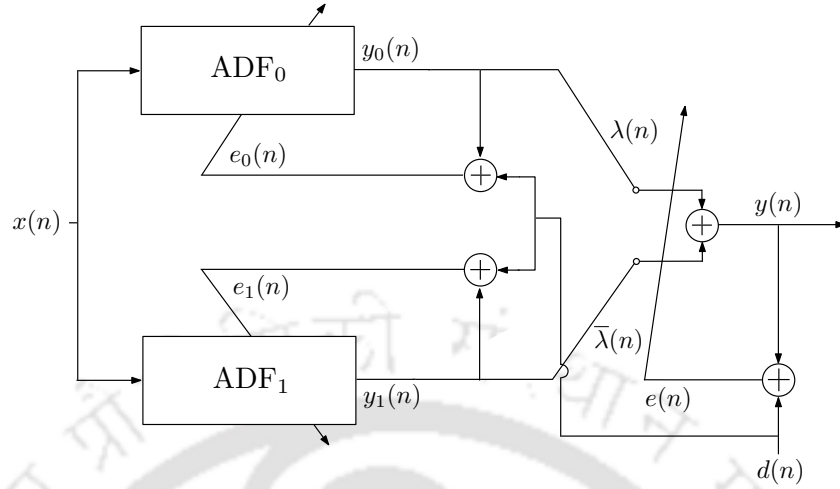 ADF₀
y₀(n)
λ(n)
e₀(n)
x(n)
y(n)
e₁(n)
λ̅(n)
ADF₁
y₁(n)
e(n)
d(n)